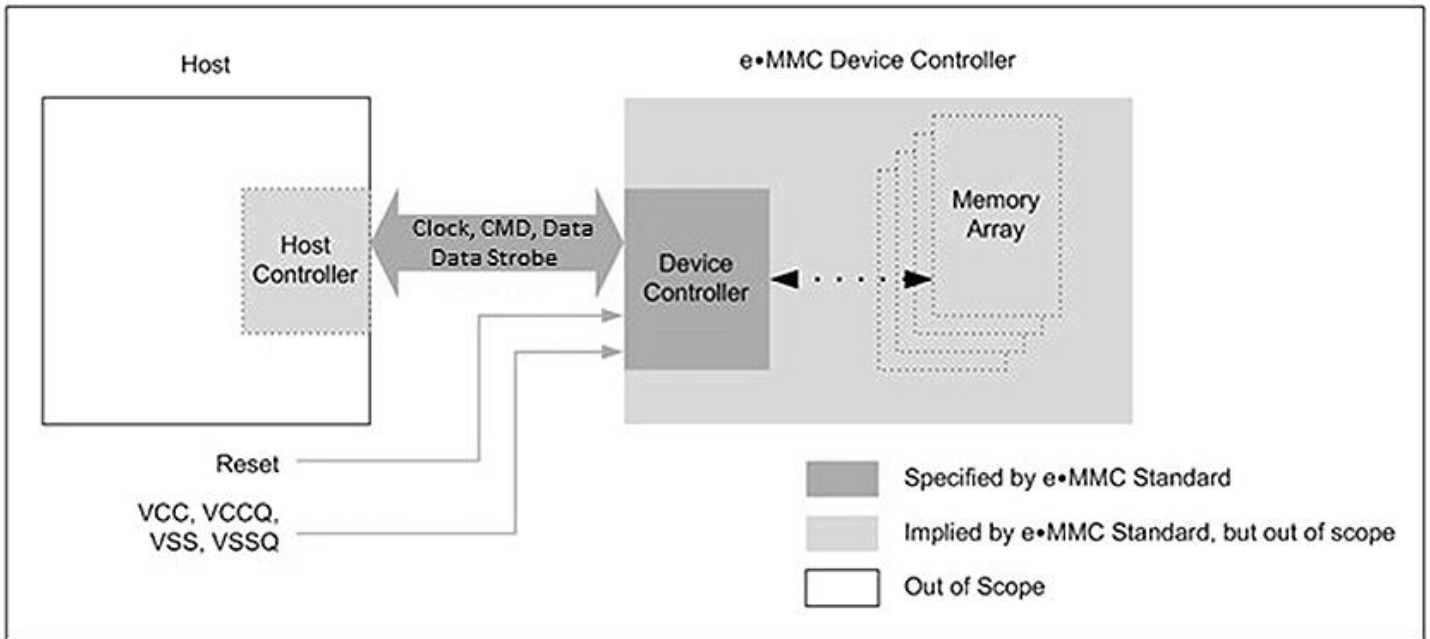 Host
e•MMC Device Controller
Host
Controller
Clock, CMD, Data
Data Strobe
Device
Controller
Memory
Array
Reset
VCC, VCCQ,
VSS, VSSQ
Specified by e•MMC Standard
Implied by e•MMC Standard, but out of scope
Out of Scope